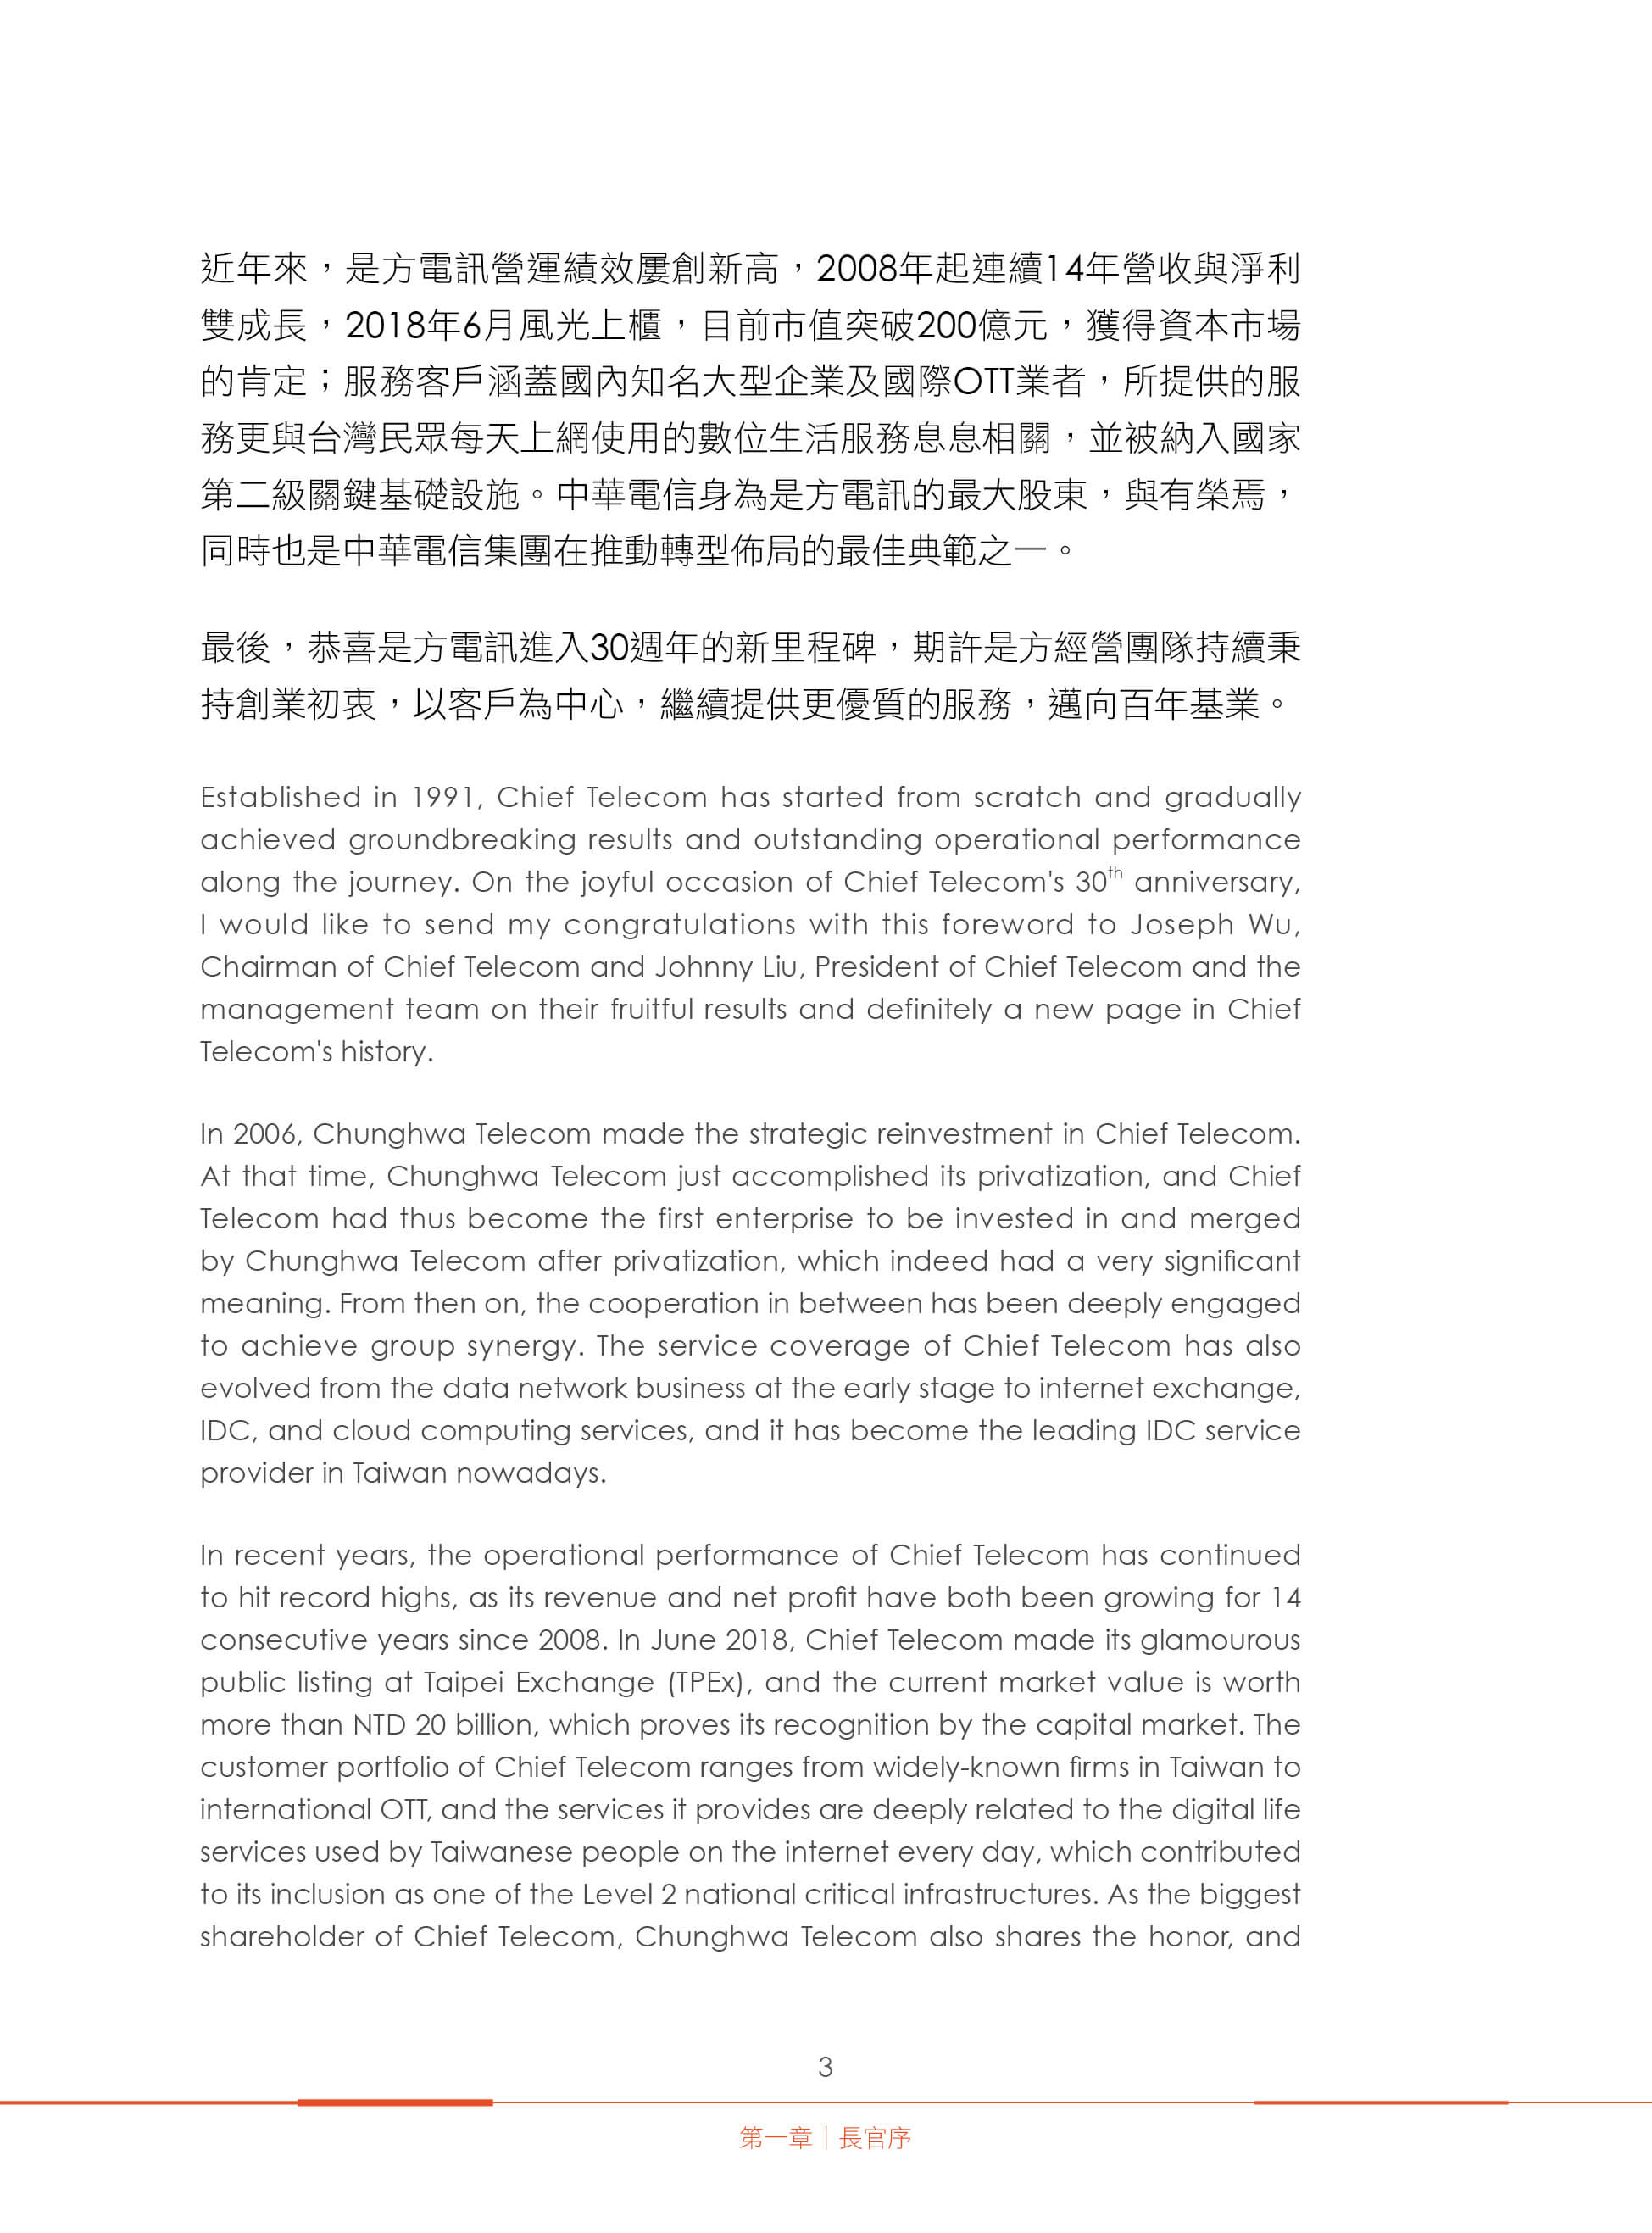 近年來，是方電訊營運績效屢創新高，2008年起連續14年營收與淨利
雙成長，2018年6月風光上櫃，目前市值突破200億元，獲得資本市場
的肯定；服務客戶涵蓋國內知名大型企業及國際OTT業者，所提供的服
務更與台灣民眾每天上網使用的數位生活服務息息相關，並被納入國家
第二級關鍵基礎設施。中華電信身為是方電訊的最大股東，與有榮焉，
同時也是中華電信集團在推動轉型佈局的最佳典範之一。
最後，恭喜是方電訊進入30週年的新里程碑，期許是方經營團隊持續秉
持創業初衷，以客戶為中心，繼續提供更優質的服務，邁向百年基業。
Established in 1991, Chief Telecom has started from scratch and gradually
achieved groundbreaking results and outstanding operational performance
along the journey. On the joyful occasion of Chief Telecom's 30th anniversary,
I would like to send my congratulations with this foreword to Joseph Wu,
Chairman of Chief Telecom and Johnny Liu, President of Chief Telecom and the
management team on their fruitful results and definitely a new page in Chief
Telecom's history.
In 2006, Chunghwa Telecom made the strategic reinvestment in Chief Telecom.
At that time, Chunghwa Telecom just accomplished its privatization, and Chief
Telecom had thus become the first enterprise to be invested in and merged
by Chunghwa Telecom after privatization, which indeed had a very significant
meaning. From then on, the cooperation in between has been deeply engaged
to achieve group synergy. The service coverage of Chief Telecom has also
evolved from the data network business at the early stage to internet exchange,
IDC, and cloud computing services, and it has become the leading IDC service
provider in Taiwan nowadays.
In recent years, the operational performance of Chief Telecom has continued
to hit record highs, as its revenue and net profit have both been growing for 14
consecutive years since 2008. In June 2018, Chief Telecom made its glamourous
public listing at Taipei Exchange (TPEx), and the current market value is worth
more than NTD 20 billion, which proves its recognition by the capital market. The
customer portfolio of Chief Telecom ranges from widely-known firms in Taiwan to
international OTT, and the services it provides are deeply related to the digital life
services used by Taiwanese people on the internet every day, which contributed
to its inclusion as one of the Level 2 national critical infrastructures. As the biggest
shareholder of Chief Telecom, Chunghwa Telecom also shares the honor, and
3
第一章｜長官序